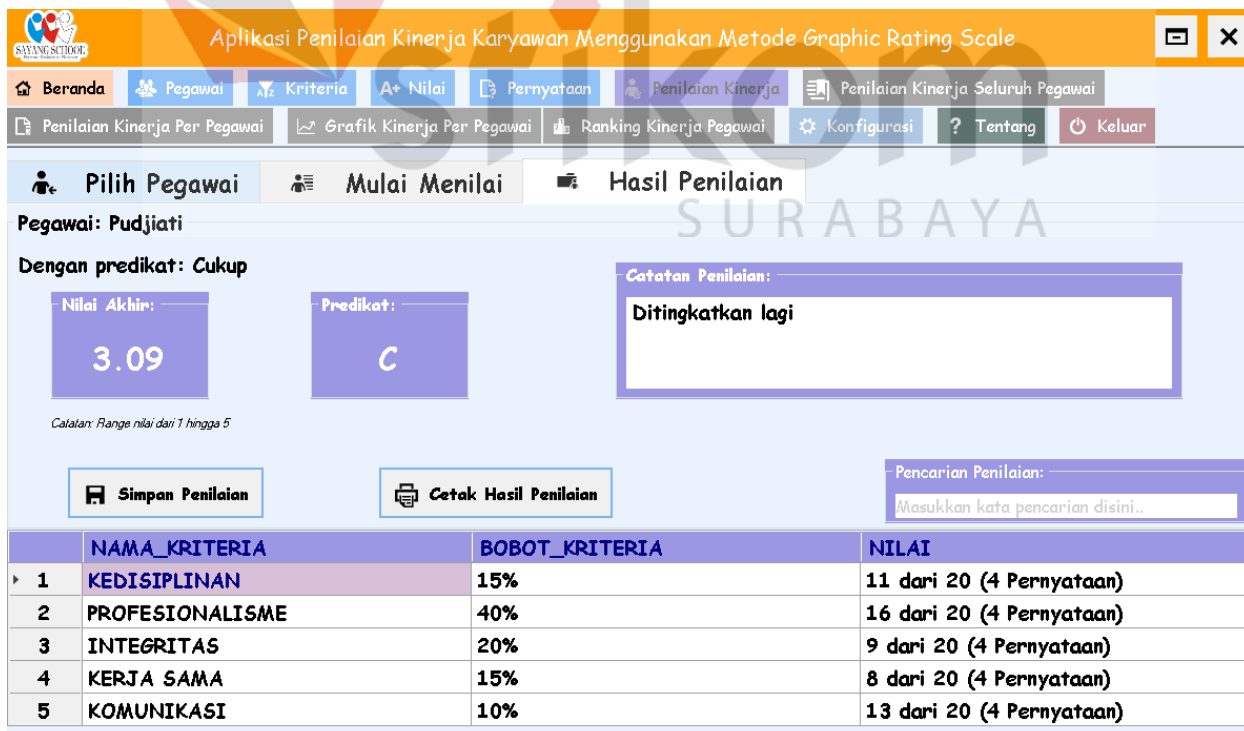 stikom
SAYANG SCHOOL
Aplikasi Penilaian Kinerja Karyawan Menggunakan Metode Graphic Rating Scale
Beranda Pegawai Kriteria A+ Nilai Pernyataan Penilaian Kinerja Penilaian Kinerja Seluruh Pegawai
Penilaian Kinerja Per Pegawai Grafik Kinerja Per Pegawai Ranking Kinerja Pegawai Konfigurasi ? Tentang Keluar
Pilih Pegawai Mulai Menilai Hasil Penilaian
SURABAYA
Pegawai: Pudjiati
Dengan predikat: Cukup
Nilai Akhir: Predikat: Catatan Penilaian:
3.09 C Ditingkatkan lagi
Catatan: Range nilai dari 1 hingga 5
Simpan Penilaian Cetak Hasil Penilaian Pencarian Penilaian:
Masukkan kata pencarian disini..
NAMA_KRITERIA BOBOT_KRITERIA NILAI
1 KEDISIPLINAN 15% 11 dari 20 (4 Pernyataan)
2 PROFESIONALISME 40% 16 dari 20 (4 Pernyataan)
3 INTEGRITAS 20% 9 dari 20 (4 Pernyataan)
4 KERJA SAMA 15% 8 dari 20 (4 Pernyataan)
5 KOMUNIKASI 10% 13 dari 20 (4 Pernyataan)